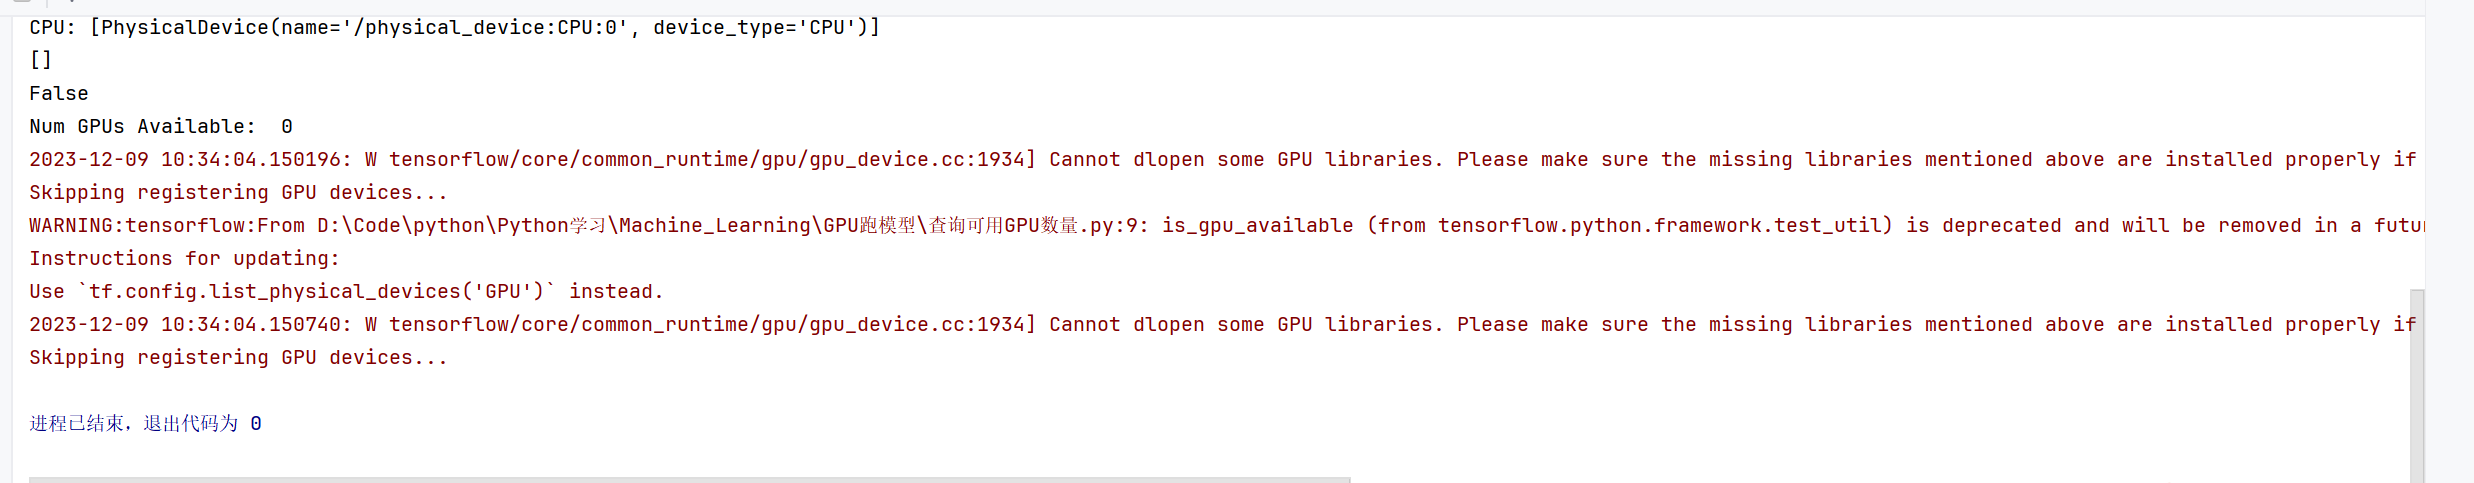 CPU: [PhysicalDevice(name='/physical_device:CPU:0', device_type='CPU')]
[]
False
Num GPUs Available:  0
2023-12-09 10:34:04.150196: W tensorflow/core/common_runtime/gpu/gpu_device.cc:1934] Cannot dlopen some GPU libraries. Please make sure the missing libraries mentioned above are installed properly if
Skipping registering GPU devices...
WARNING:tensorflow:From D:\Code\python\Python学习\Machine_Learning\GPU跑模型\查询可用GPU数量.py:9: is_gpu_available (from tensorflow.python.framework.test_util) is deprecated and will be removed in a futu
Instructions for updating:
Use `tf.config.list_physical_devices('GPU')` instead.
2023-12-09 10:34:04.150740: W tensorflow/core/common_runtime/gpu/gpu_device.cc:1934] Cannot dlopen some GPU libraries. Please make sure the missing libraries mentioned above are installed properly if
Skipping registering GPU devices...
进程已结束，退出代码为 0